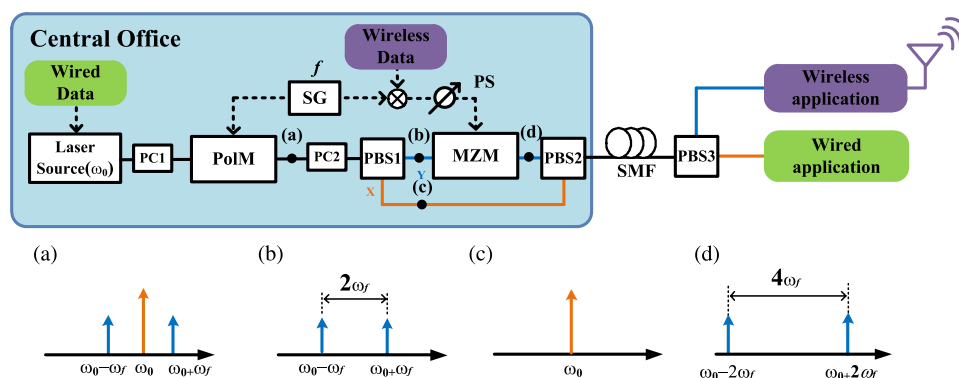 Central Office
Wired
Data
Wireless
Data
f
SG
PS
Laser
Source(ω₀)
PC1
PolM
(a)
PC2
PBS1
(b)
Y
X
(c)
MZM
(d)
PBS2
SMF
PBS3
Wireless
application
Wired
application
(a)
(b)
(c)
(d)
2ωf
4ωf
ω₀−ωf
ω₀
ω₀+ωf
ω₀−ωf
ω₀+ωf
ω₀
ω₀−2ωf
ω₀+2ωf